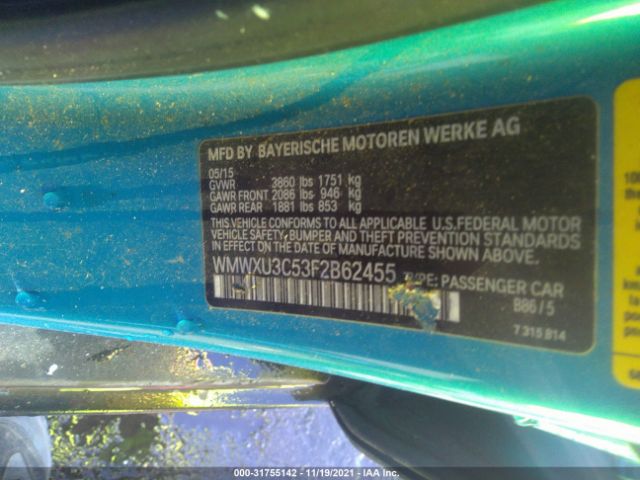 MFD BY BAYERISCHE MOTOREN WERKE AG
05/15
GVWR 3860 lbs 1751 kg
GAWR FRONT 2086 lbs 946 kg
GAWR REAR 1881 lbs 853 kg
THIS VEHICLE CONFORMS TO ALL APPLICABLE U.S.FEDERAL MOTOR
VEHICLE SAFETY, BUMPER AND THEFT PREVENTION STANDARDS
IN EFFECT ON THE DATE OF MANUFACTURE SHOWN ABOVE.
WMWXU3C53F2B62455 TYPE: PASSENGER CAR
B86 / 5
7 315 814
000-31755142 - 11/19/2021 - IAA Inc.